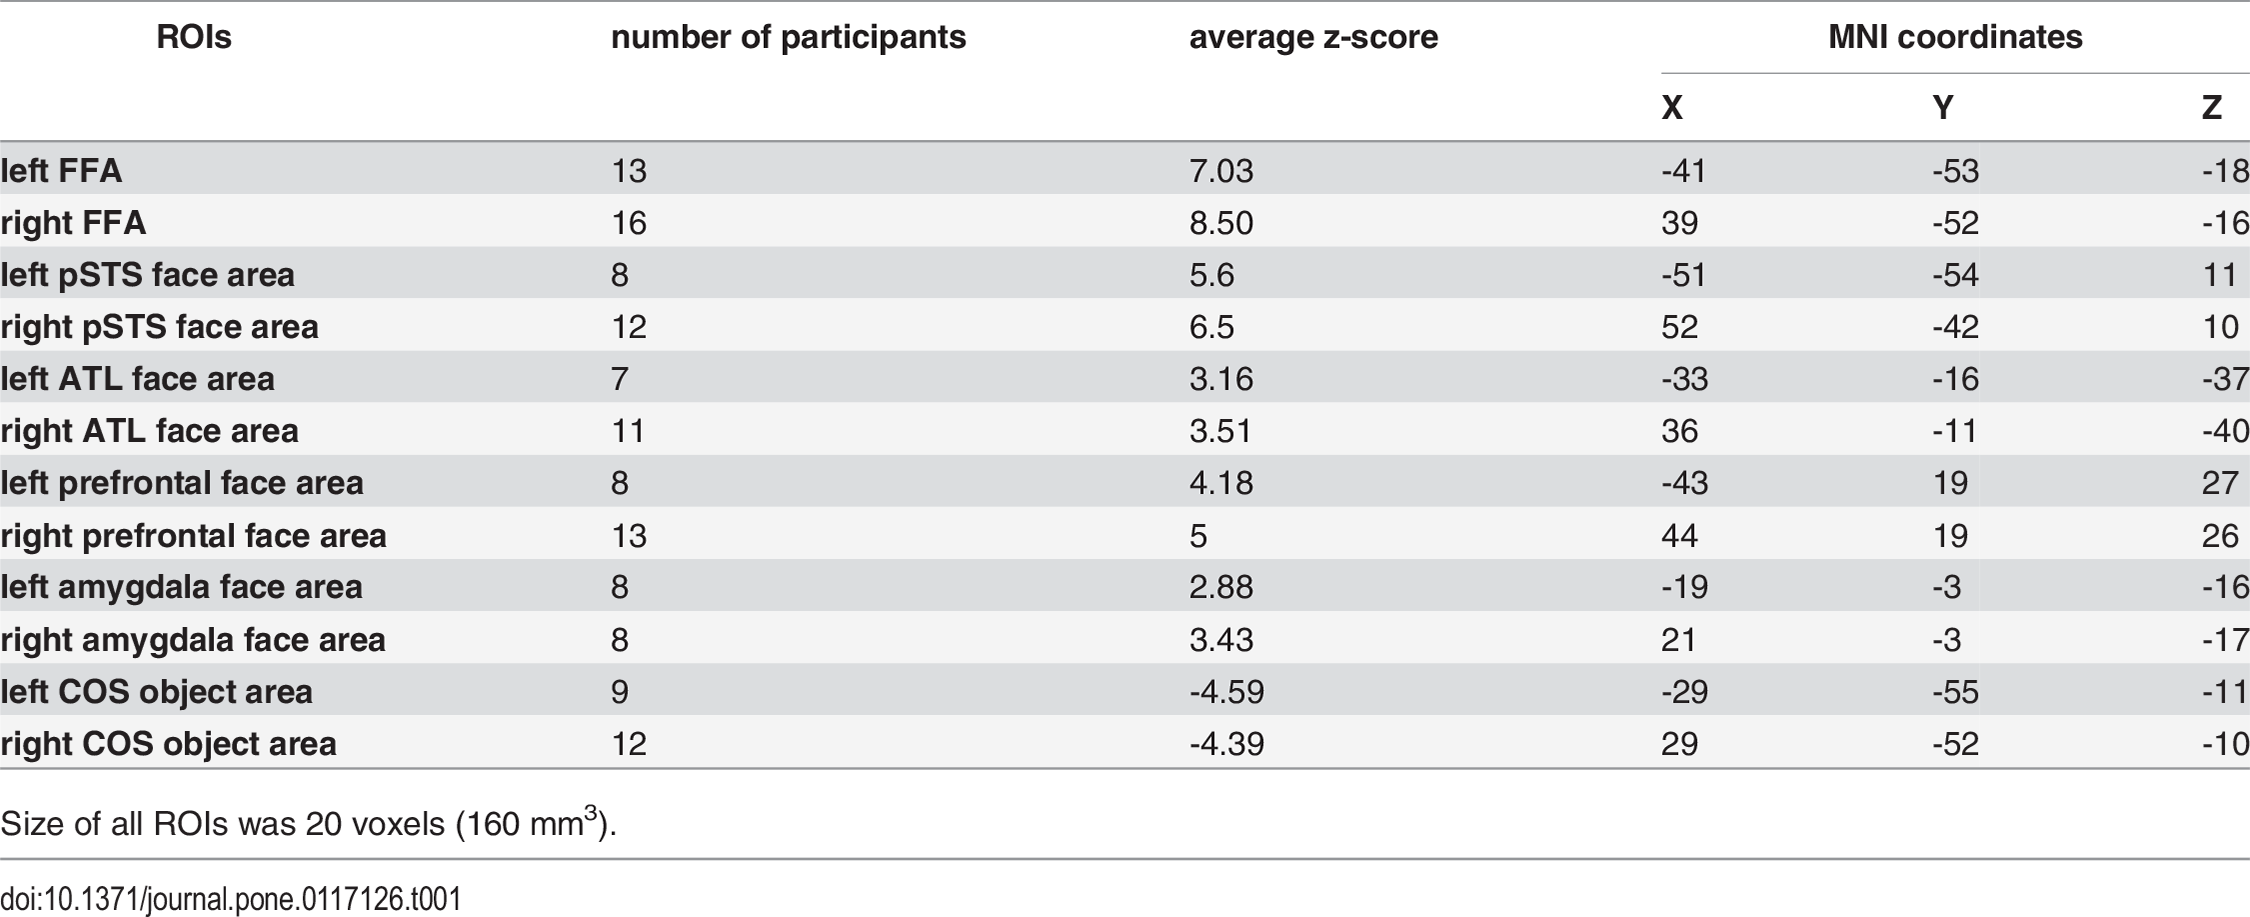 ROIs number of participants average z-score MNI coordinates
X Y Z
left FFA 13 7.03 -41 -53 -18
right FFA 16 8.50 39 -52 -16
left pSTS face area 8 5.6 -51 -54 11
right pSTS face area 12 6.5 52 -42 10
left ATL face area 7 3.16 -33 -16 -37
right ATL face area 11 3.51 36 -11 -40
left prefrontal face area 8 4.18 -43 19 27
right prefrontal face area 13 5 44 19 26
left amygdala face area 8 2.88 -19 -3 -16
right amygdala face area 8 3.43 21 -3 -17
left COS object area 9 -4.59 -29 -55 -11
right COS object area 12 -4.39 29 -52 -10
Size of all ROIs was 20 voxels (160 mm³).
doi:10.1371/journal.pone.0117126.t001